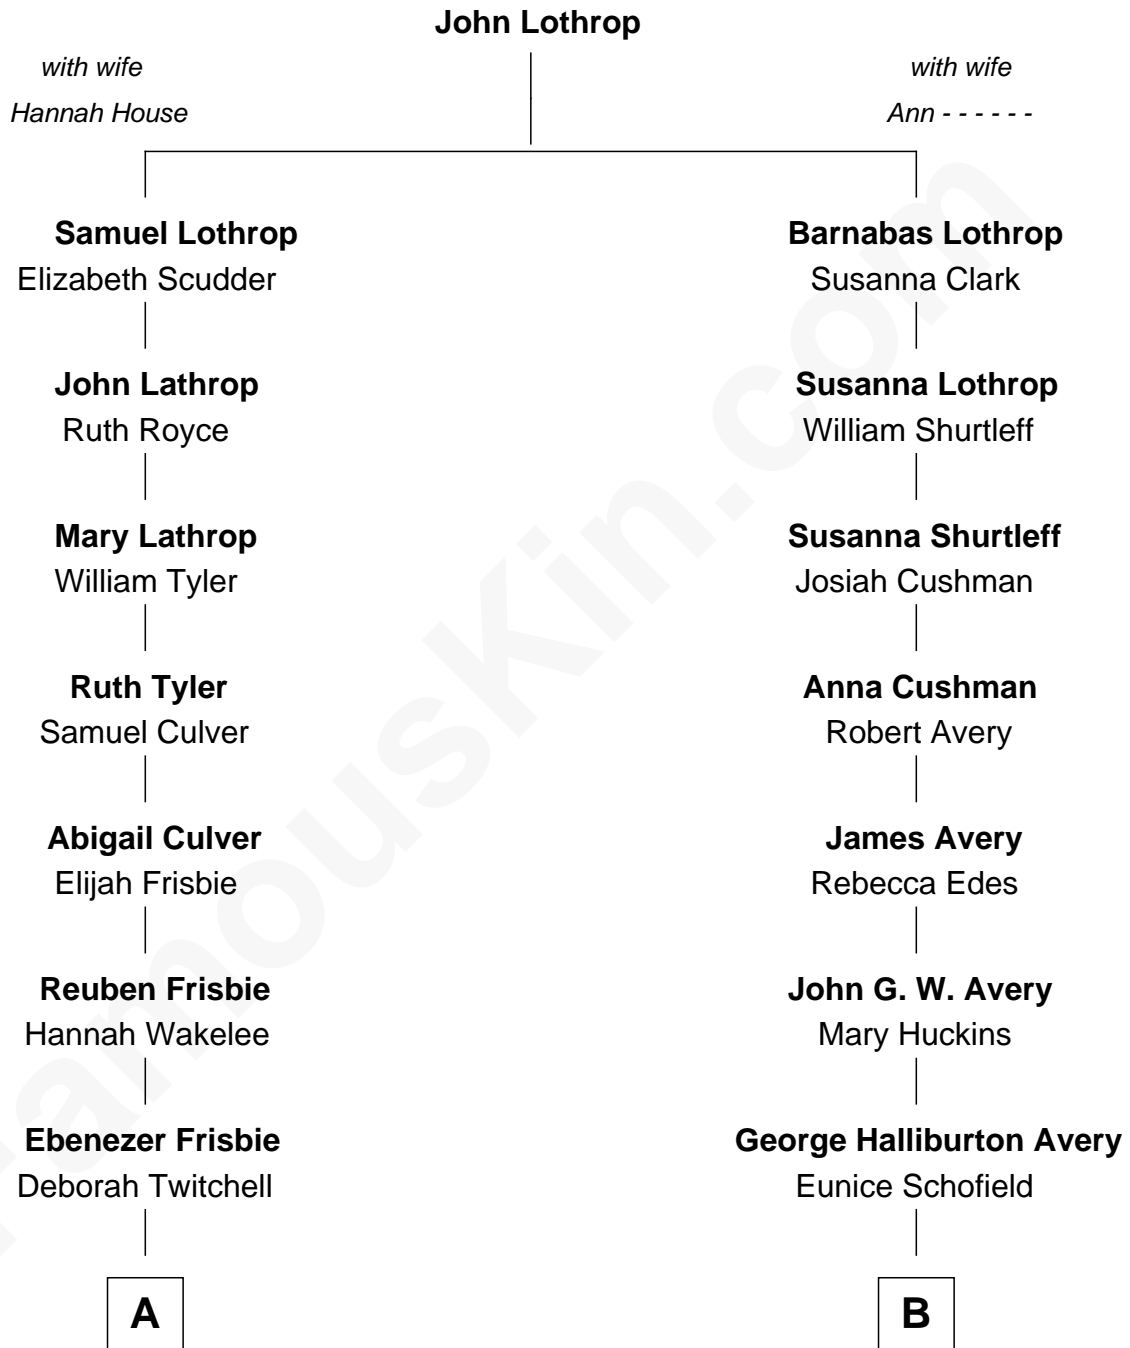 John Lothrop
with wife
Hannah House
with wife
Ann - - - - - -
Samuel Lothrop
Elizabeth Scudder
Barnabas Lothrop
Susanna Clark
John Lathrop
Ruth Royce
Susanna Lothrop
William Shurtleff
Mary Lathrop
William Tyler
Susanna Shurtleff
Josiah Cushman
Ruth Tyler
Samuel Culver
Anna Cushman
Robert Avery
Abigail Culver
Elijah Frisbie
James Avery
Rebecca Edes
Reuben Frisbie
Hannah Wakelee
John G. W. Avery
Mary Huckins
Ebenezer Frisbie
Deborah Twitchell
George Halliburton Avery
Eunice Schofield
A
B
FamousKin.com